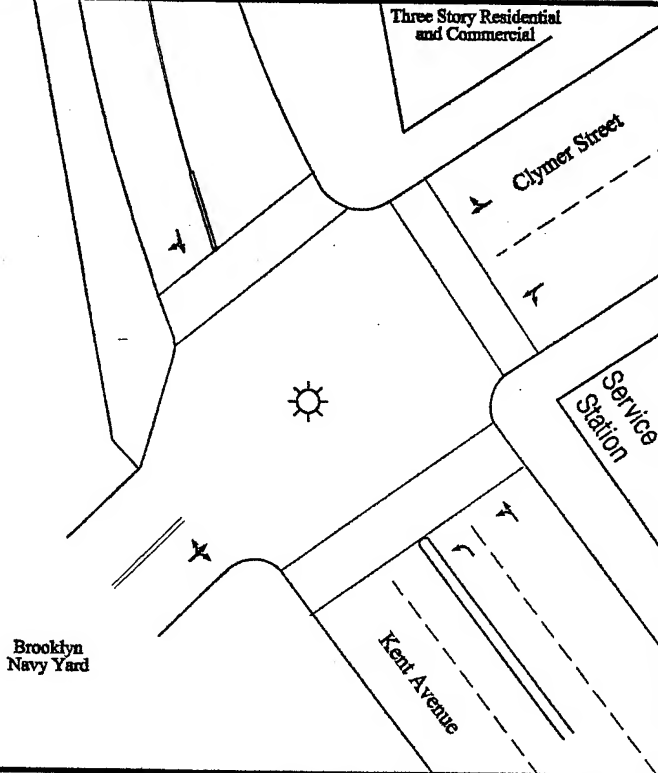 Three Story Residential
and Commercial
Clymer Street
Service
Station
Kent Avenue
Brooklyn
Navy Yard